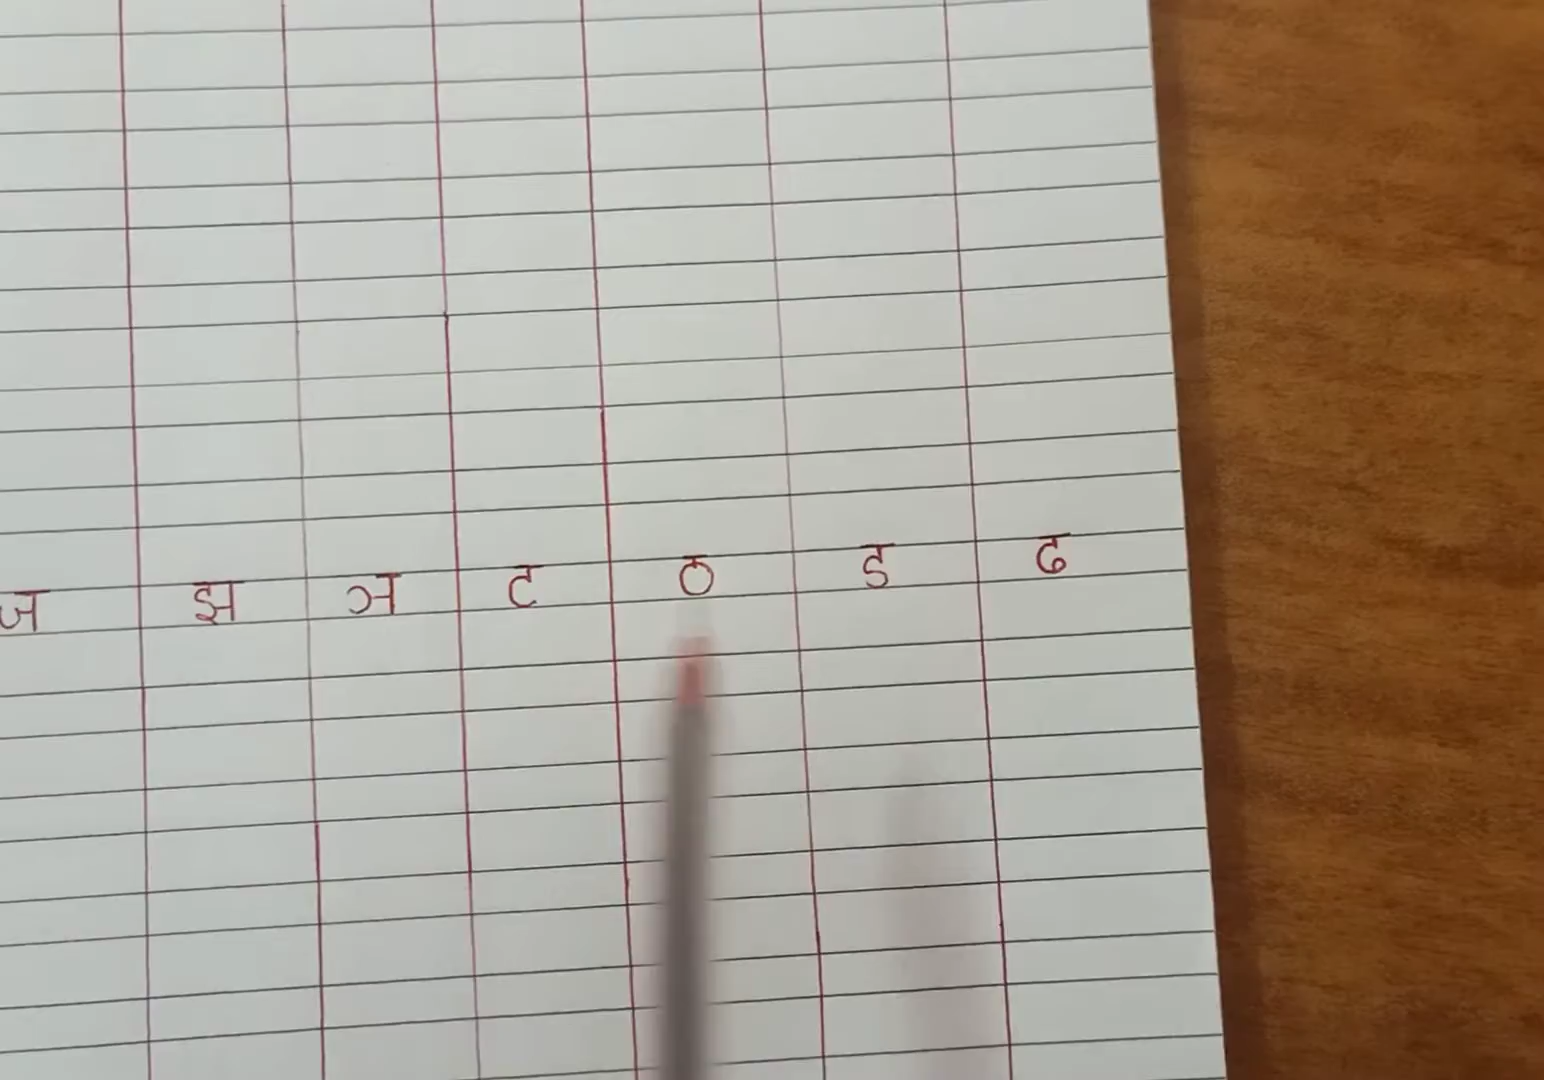 ज झ ञ ट ठ ड ढ